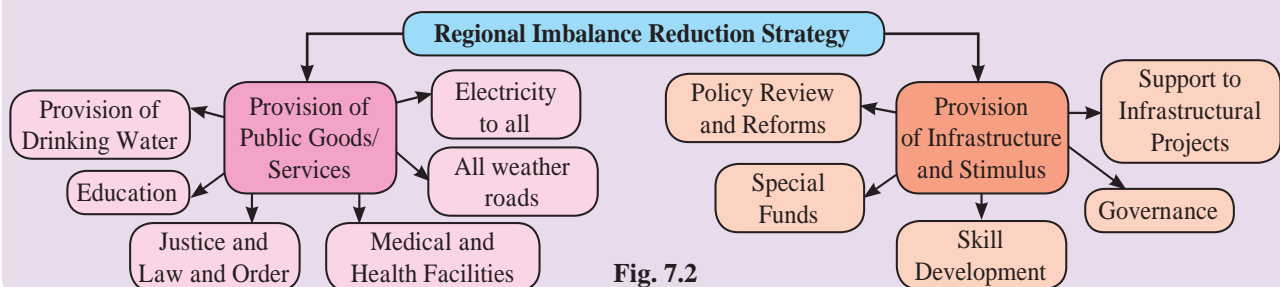 Regional Imbalance Reduction Strategy
Provision of
Drinking Water
Provision of
Public Goods/
Services
Electricity
to all
All weather
roads
Education
Justice and
Law and Order
Medical and
Health Facilities
Policy Review
and Reforms
Provision
of Infrastructure
and Stimulus
Support to
Infrastructural
Projects
Special
Funds
Skill
Development
Governance
Fig. 7.2